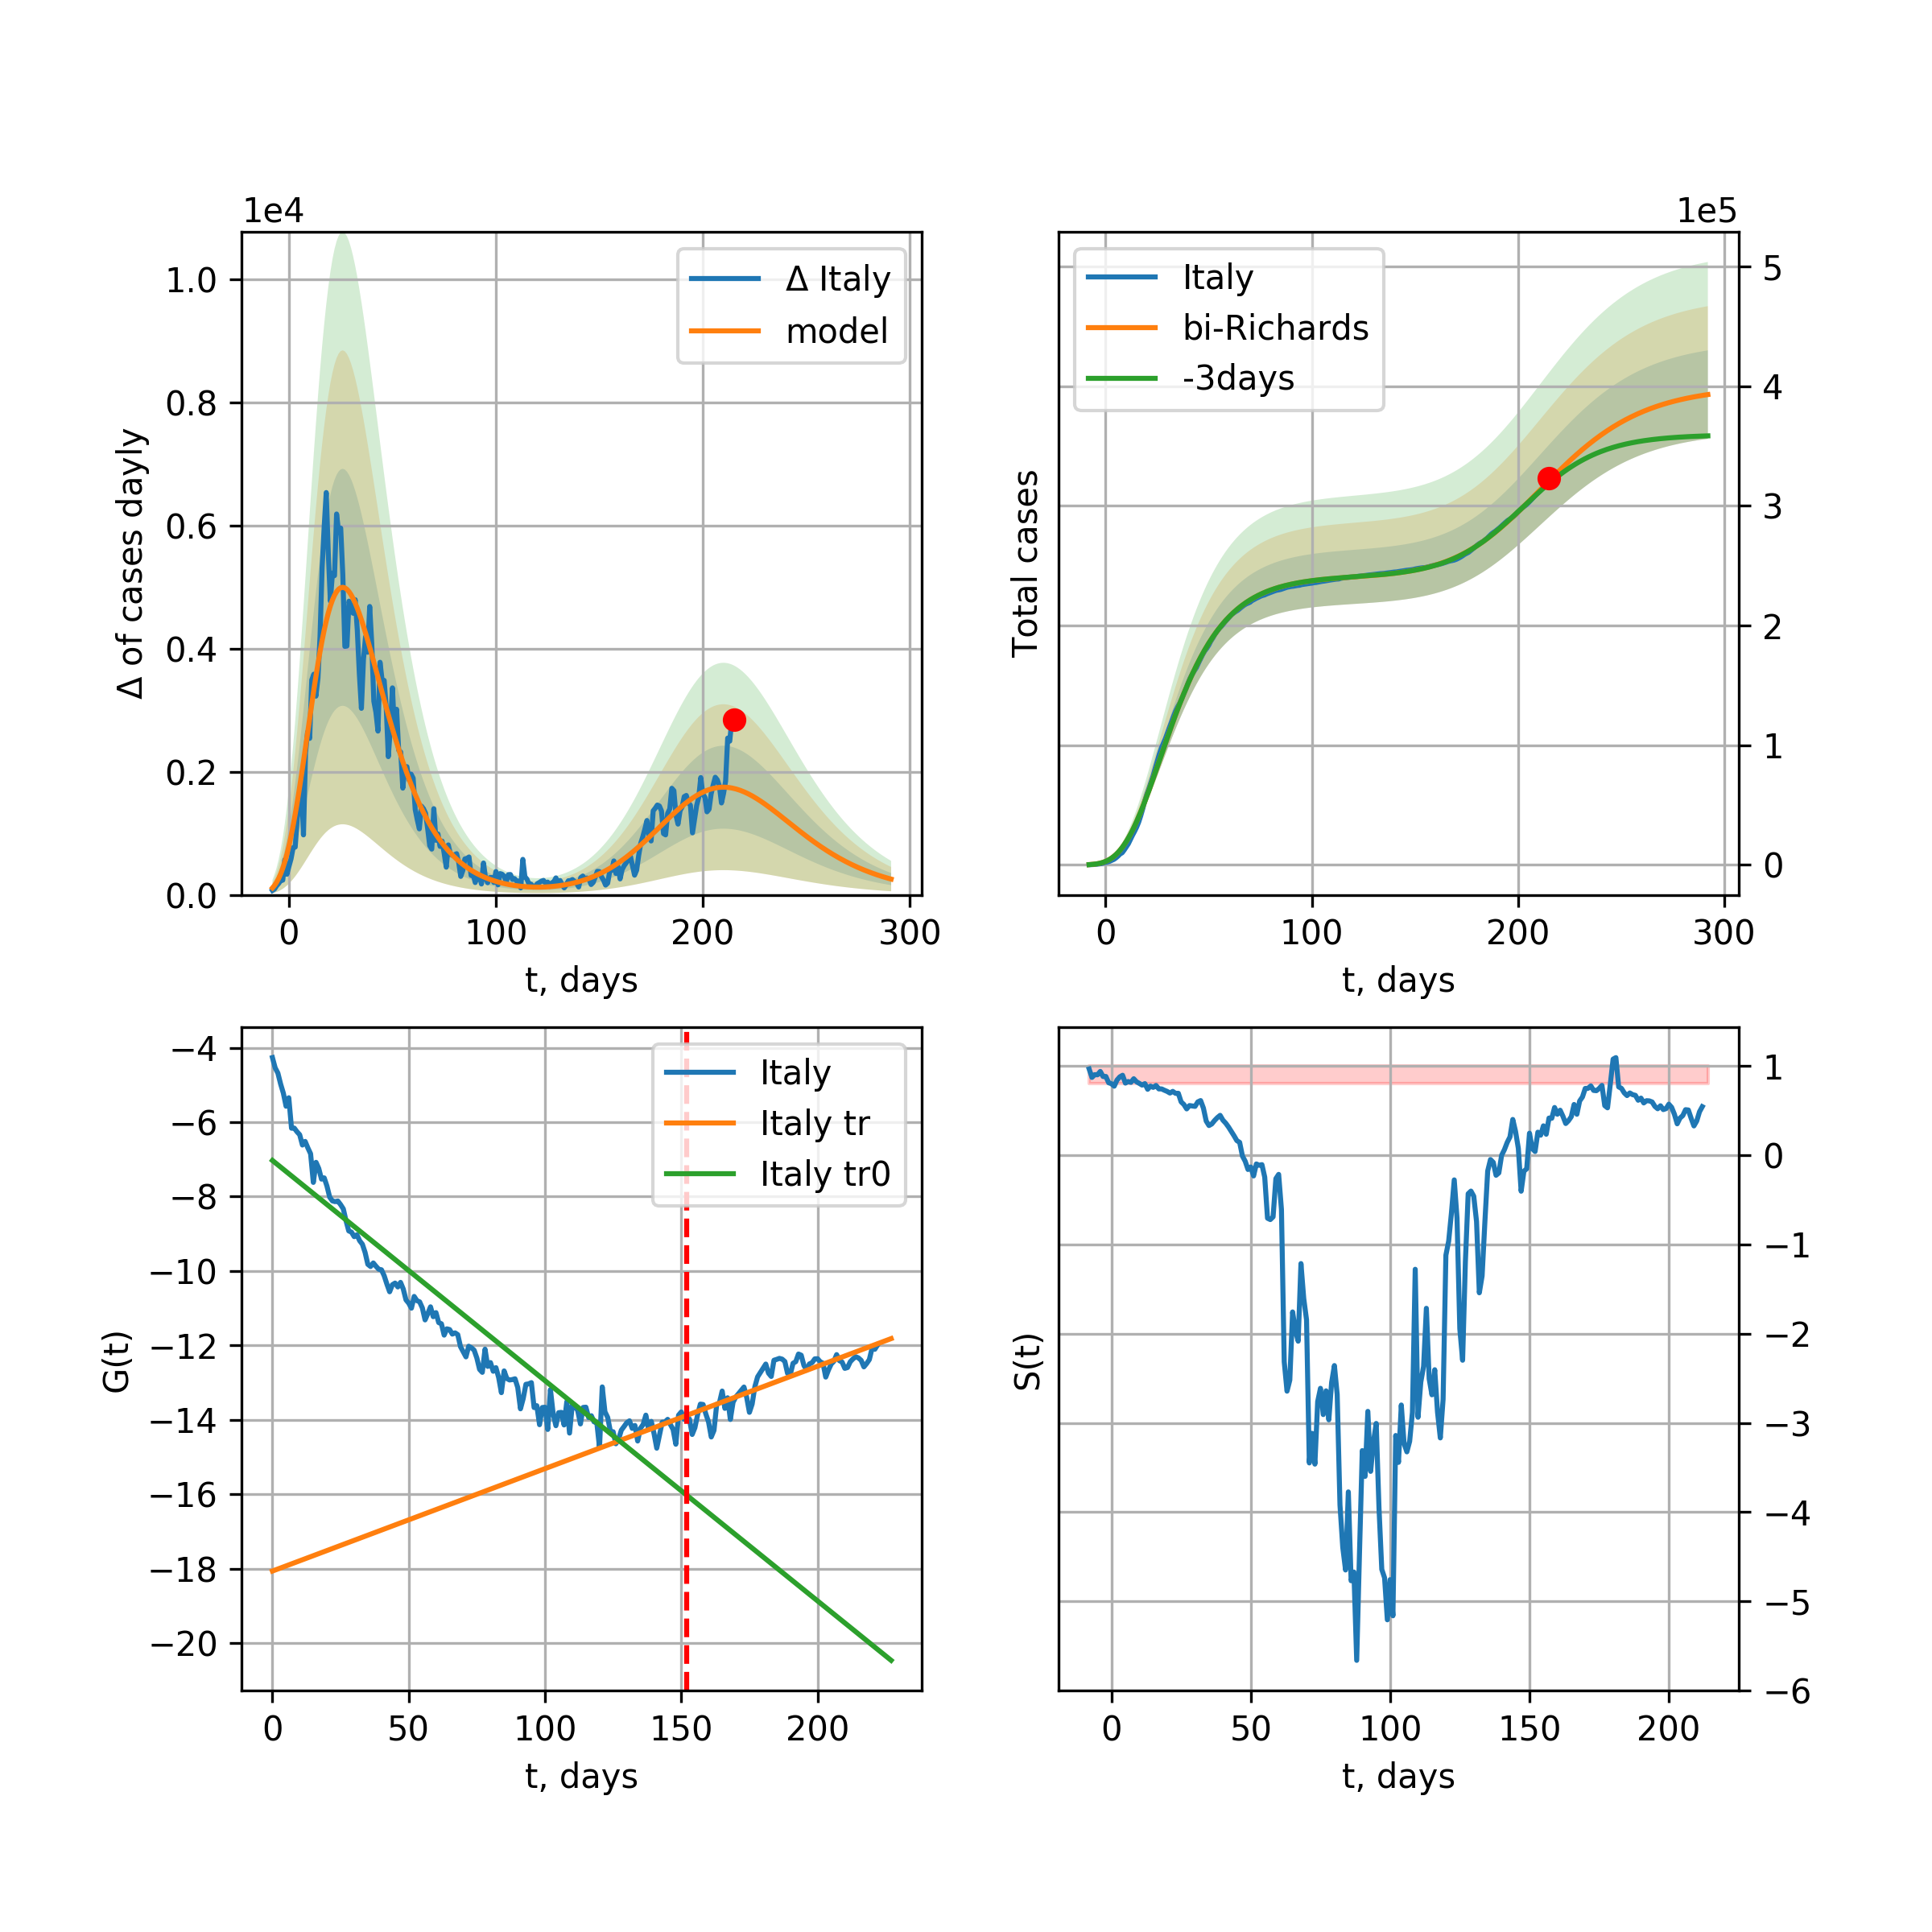 1e4
Δ of cases dayly
1.0
0.8
0.6
0.4
0.2
0.0
0 100 200 300
t, days
Δ Italy
model
1e5
Total cases
5
4
3
2
1
0
0 100 200 300
t, days
Italy
bi-Richards
-3days
G(t)
−4
−6
−8
−10
−12
−14
−16
−18
−20
0 50 100 150 200
t, days
Italy
Italy tr
Italy tr0
S(t)
1
0
−1
−2
−3
−4
−5
−6
0 50 100 150 200
t, days